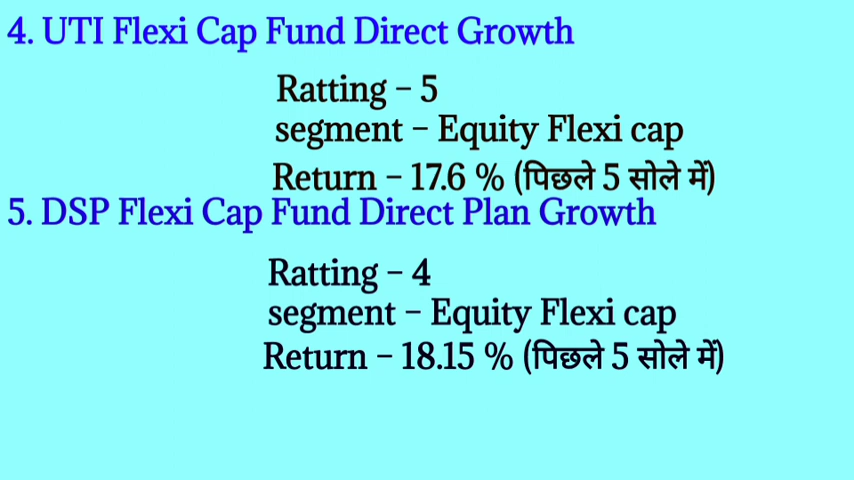 4. UTI Flexi Cap Fund Direct Growth
Ratting – 5
segment – Equity Flexi cap
Return – 17.6 % (पिछले 5 सोले में)
5. DSP Flexi Cap Fund Direct Plan Growth
Ratting – 4
segment – Equity Flexi cap
Return – 18.15 % (पिछले 5 सोले में)